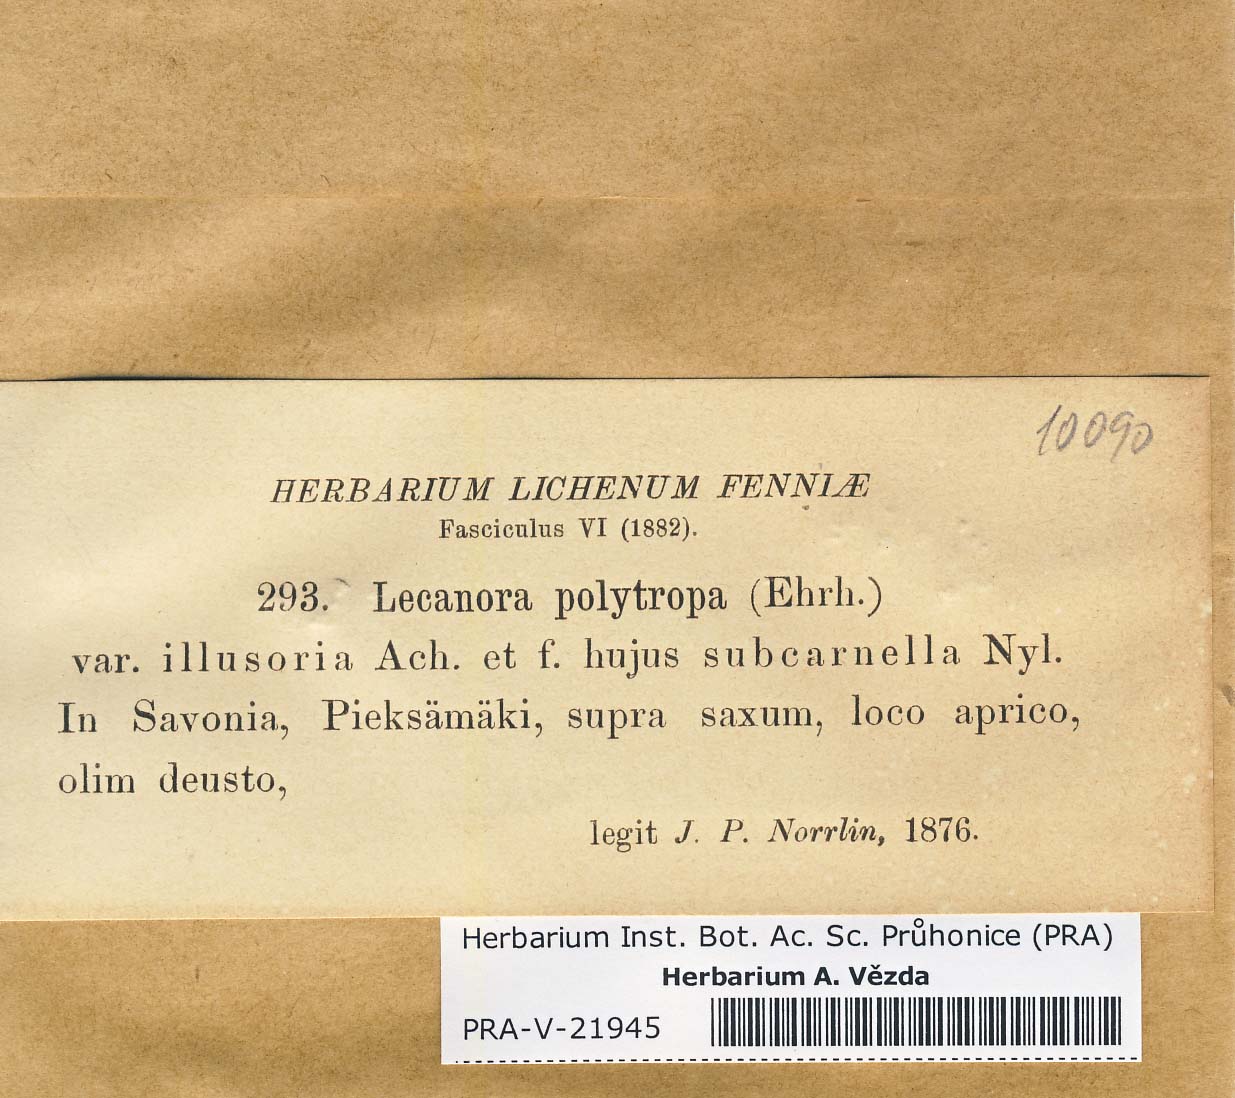 10090
HERBARIUM LICHENUM FENNIÆ
Fasciculus VI (1882).
293. Lecanora polytropa (Ehrh.)
var. illusoria Ach. et f. hujus subcarnella Nyl.
In Savonia, Pieksämäki, supra saxum, loco aprico,
olim deusto,
legit J. P. Norrlin, 1876.
Herbarium Inst. Bot. Ac. Sc. Průhonice (PRA)
Herbarium A. Vězda
PRA-V-21945